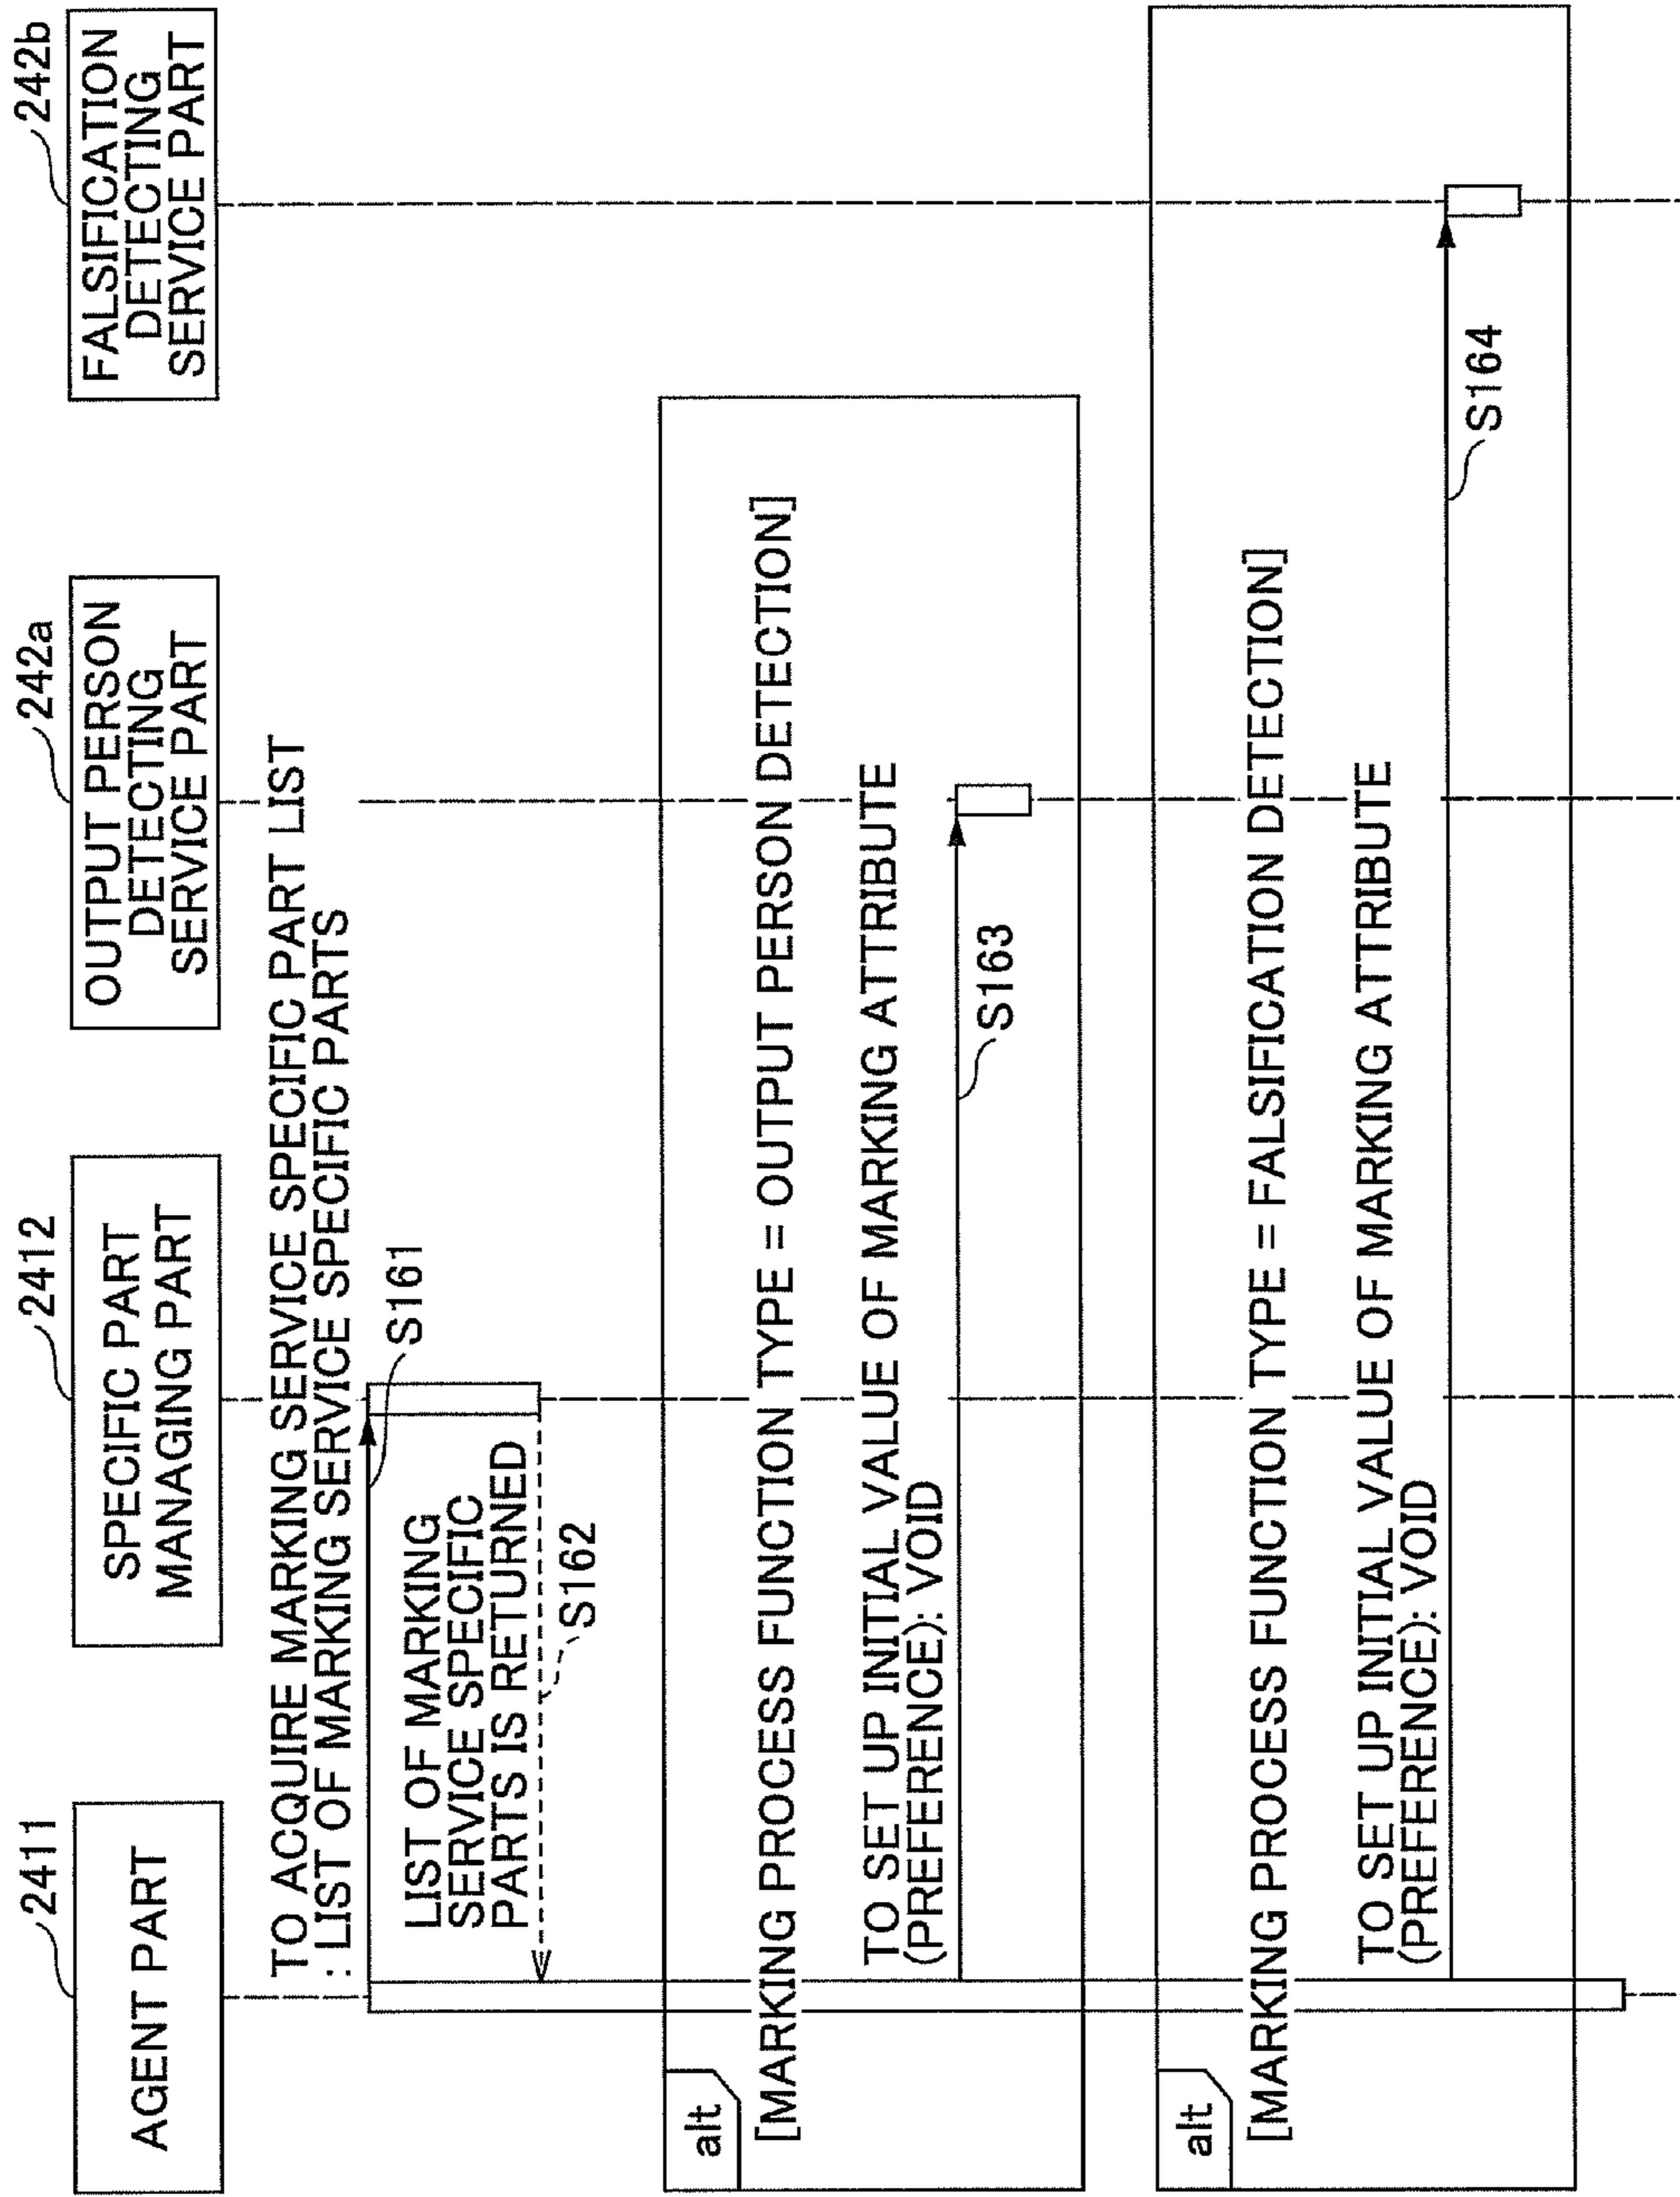 2411
AGENT PART
2412
SPECIFIC PART
MANAGING PART
242a
OUTPUT PERSON
DETECTING
SERVICE PART
242b
FALSIFICATION
DETECTING
SERVICE PART
TO ACQUIRE MARKING SERVICE SPECIFIC PART LIST
: LIST OF MARKING SERVICE SPECIFIC PARTS
S161
LIST OF MARKING
SERVICE SPECIFIC
PARTS IS RETURNED
S162
alt
[MARKING PROCESS FUNCTION TYPE = OUTPUT PERSON DETECTION]
TO SET UP INITIAL VALUE OF MARKING ATTRIBUTE
(PREFERENCE): VOID
S163
alt
[MARKING PROCESS FUNCTION TYPE = FALSIFICATION DETECTION]
TO SET UP INITIAL VALUE OF MARKING ATTRIBUTE
(PREFERENCE): VOID
S164